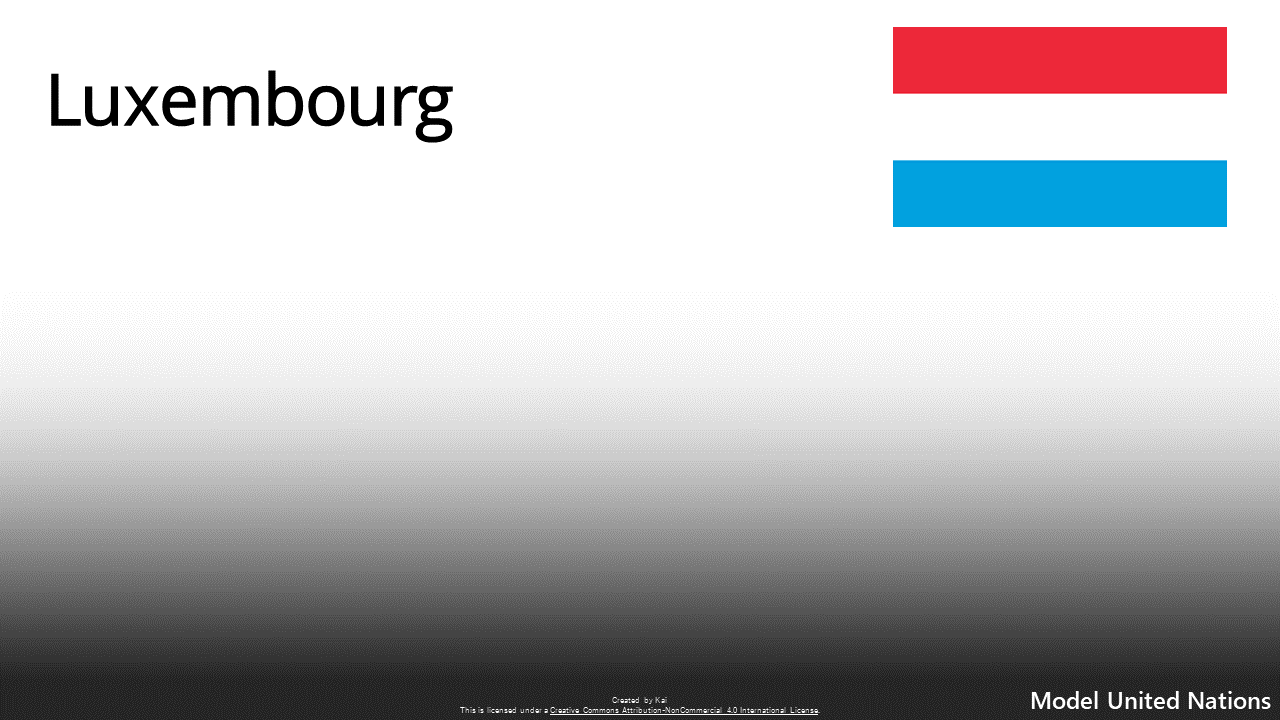 Luxembourg
Created by Kai
This is licensed under a Creative Commons Attribution-NonCommercial 4.0 International License.
Model United Nations